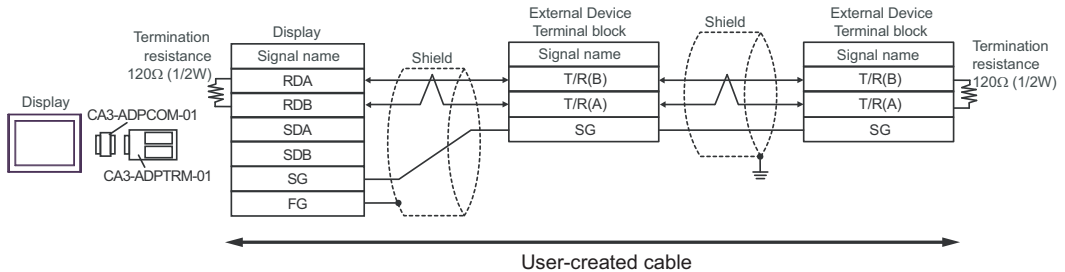 Termination
resistance
120Ω (1/2W)
Display
CA3-ADPCOM-01
CA3-ADPTRM-01
Display
Signal name
RDA
RDB
SDA
SDB
SG
FG
Shield
External Device
Terminal block
Signal name
T/R(B)
T/R(A)
SG
Shield
External Device
Terminal block
Signal name
T/R(B)
T/R(A)
SG
Termination
resistance
120Ω (1/2W)
User-created cable